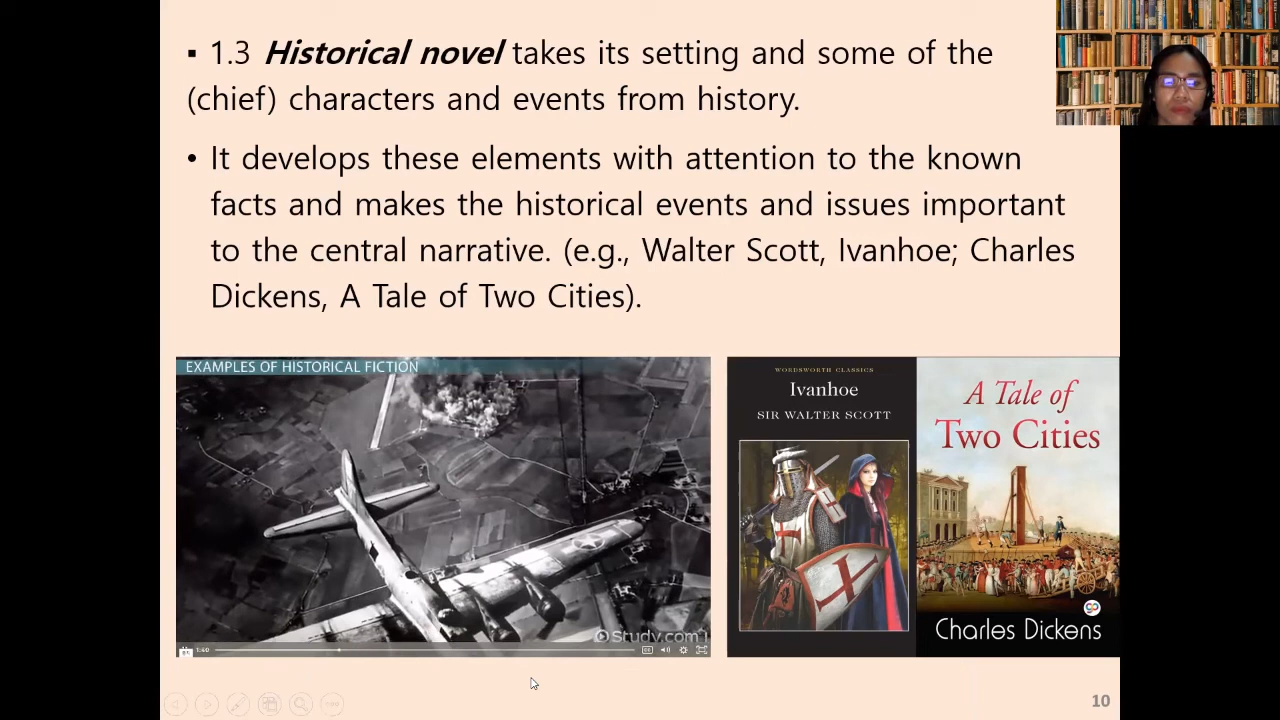 ▪ 1.3 Historical novel takes its setting and some of the
(chief) characters and events from history.
• It develops these elements with attention to the known
facts and makes the historical events and issues important
to the central narrative. (e.g., Walter Scott, Ivanhoe; Charles
Dickens, A Tale of Two Cities).
EXAMPLES OF HISTORICAL FICTION
Study.com
WORDSWORTH CLASSICS
Ivanhoe
SIR WALTER SCOTT
A Tale of
Two Cities
Charles Dickens
10